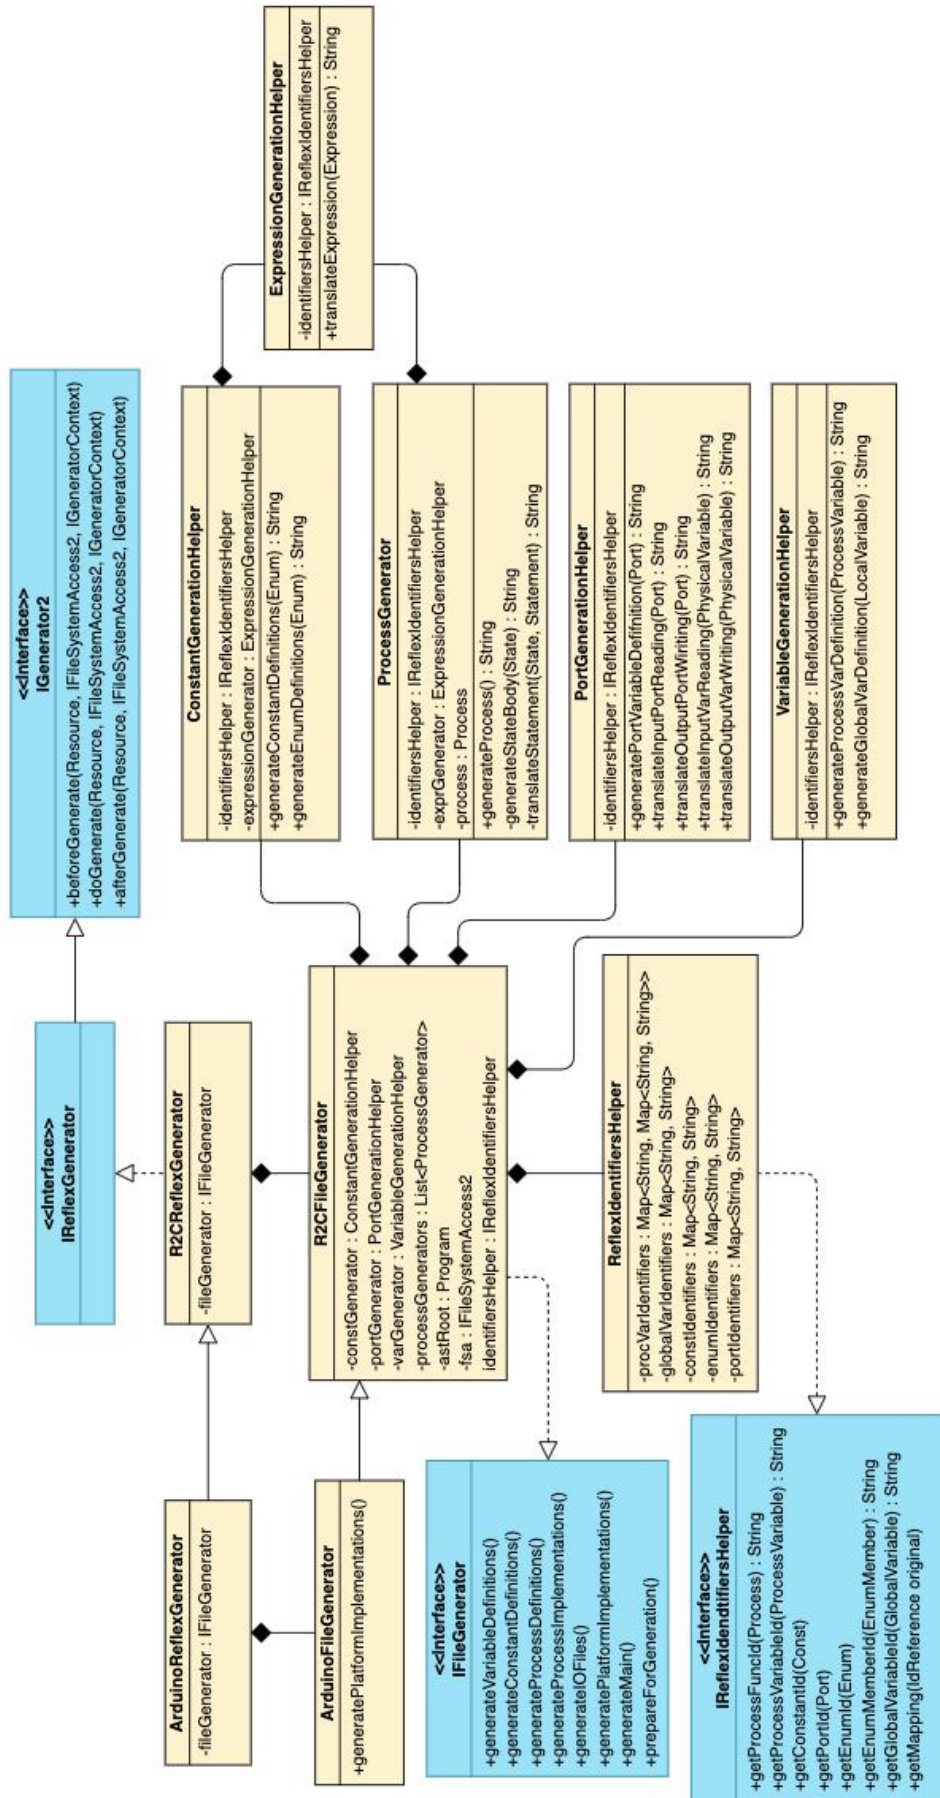 <<Interface>>
IGenerator2
+beforeGenerate(Resource, IFileSystemAccess2, IGeneratorContext)
+doGenerate(Resource, IFileSystemAccess2, IGeneratorContext)
+afterGenerate(Resource, IFileSystemAccess2, IGeneratorContext)
<<Interface>>
IReflexGenerator
ArduinoReflexGenerator
-fileGenerator : IFileGenerator
R2CReflexGenerator
-fileGenerator : IFileGenerator
ConstantGenerationHelper
-identifiersHelper : IReflexIdentifiersHelper
-expressionGenerator : ExpressionGenerationHelper
+generateConstantDefinitions(Enum) : String
+generateEnumDefinitions(Enum) : String
ExpressionGenerationHelper
-identifiersHelper : IReflexIdentifiersHelper
+translateExpression(Expression) : String
ArduinoFileGenerator
+generatePlatformImplementations()
R2CFileGenerator
-constGenerator : ConstantGenerationHelper
-portGenerator : PortGenerationHelper
-varGenerator : VariableGenerationHelper
-processGenerators : List<ProcessGenerator>
-astRoot : Program
-fsa : IFileSystemAccess2
identifiersHelper : IReflexIdentifiersHelper
ProcessGenerator
-identifiersHelper : IReflexIdentifiersHelper
-exprGenerator : ExpressionGenerationHelper
-process : Process
+generateProcess() : String
-generateStateBody(State) : String
-translateStatement(State, Statement) : String
<<Interface>>
IFileGenerator
+generateVariableDefinitions()
+generateConstantDefinitions()
+generateProcessDefinitions()
+generateProcessImplementations()
+generateIOFiles()
+generatePlatformImplementations()
+generateMain()
+prepareForGeneration()
PortGenerationHelper
-identifiersHelper : IReflexIdentifiersHelper
+generatePortVariableDefifnition(Port) : String
+translateInputPortReading(Port) : String
+translateOutputPortWriting(Port) : String
+translateInputVarReading(PhysicalVariable) : String
+translateOutputVarWriting(PhysicalVariable) : String
ReflexIdentifiersHelper
-procVarIdentifiers : Map<String, Map<String, String>>
-globalVarIdentifiers : Map<String, String>
-constIdentifiers : Map<String, String>
-enumIdentifiers : Map<String, String>
-portIdentifiers : Map<String, String>
VariableGenerationHelper
-identifiersHelper : IReflexIdentifiersHelper
+generateProcessVarDefinition(ProcessVariable) : String
+generateGlobalVarDefinition(LocalVariable) : String
<<Interface>>
IReflexIdendtifiersHelper
+getProcessFuncId(Process) : String
+getProcessVariableId(ProcessVariable) : String
+getConstantId(Const)
+getPortId(Port)
+getEnumId(Enum)
+getEnumMemberId(EnumMember) : String
+getGlobalVariableId(GlobalVariable) : String
+getMapping(IdReference original)